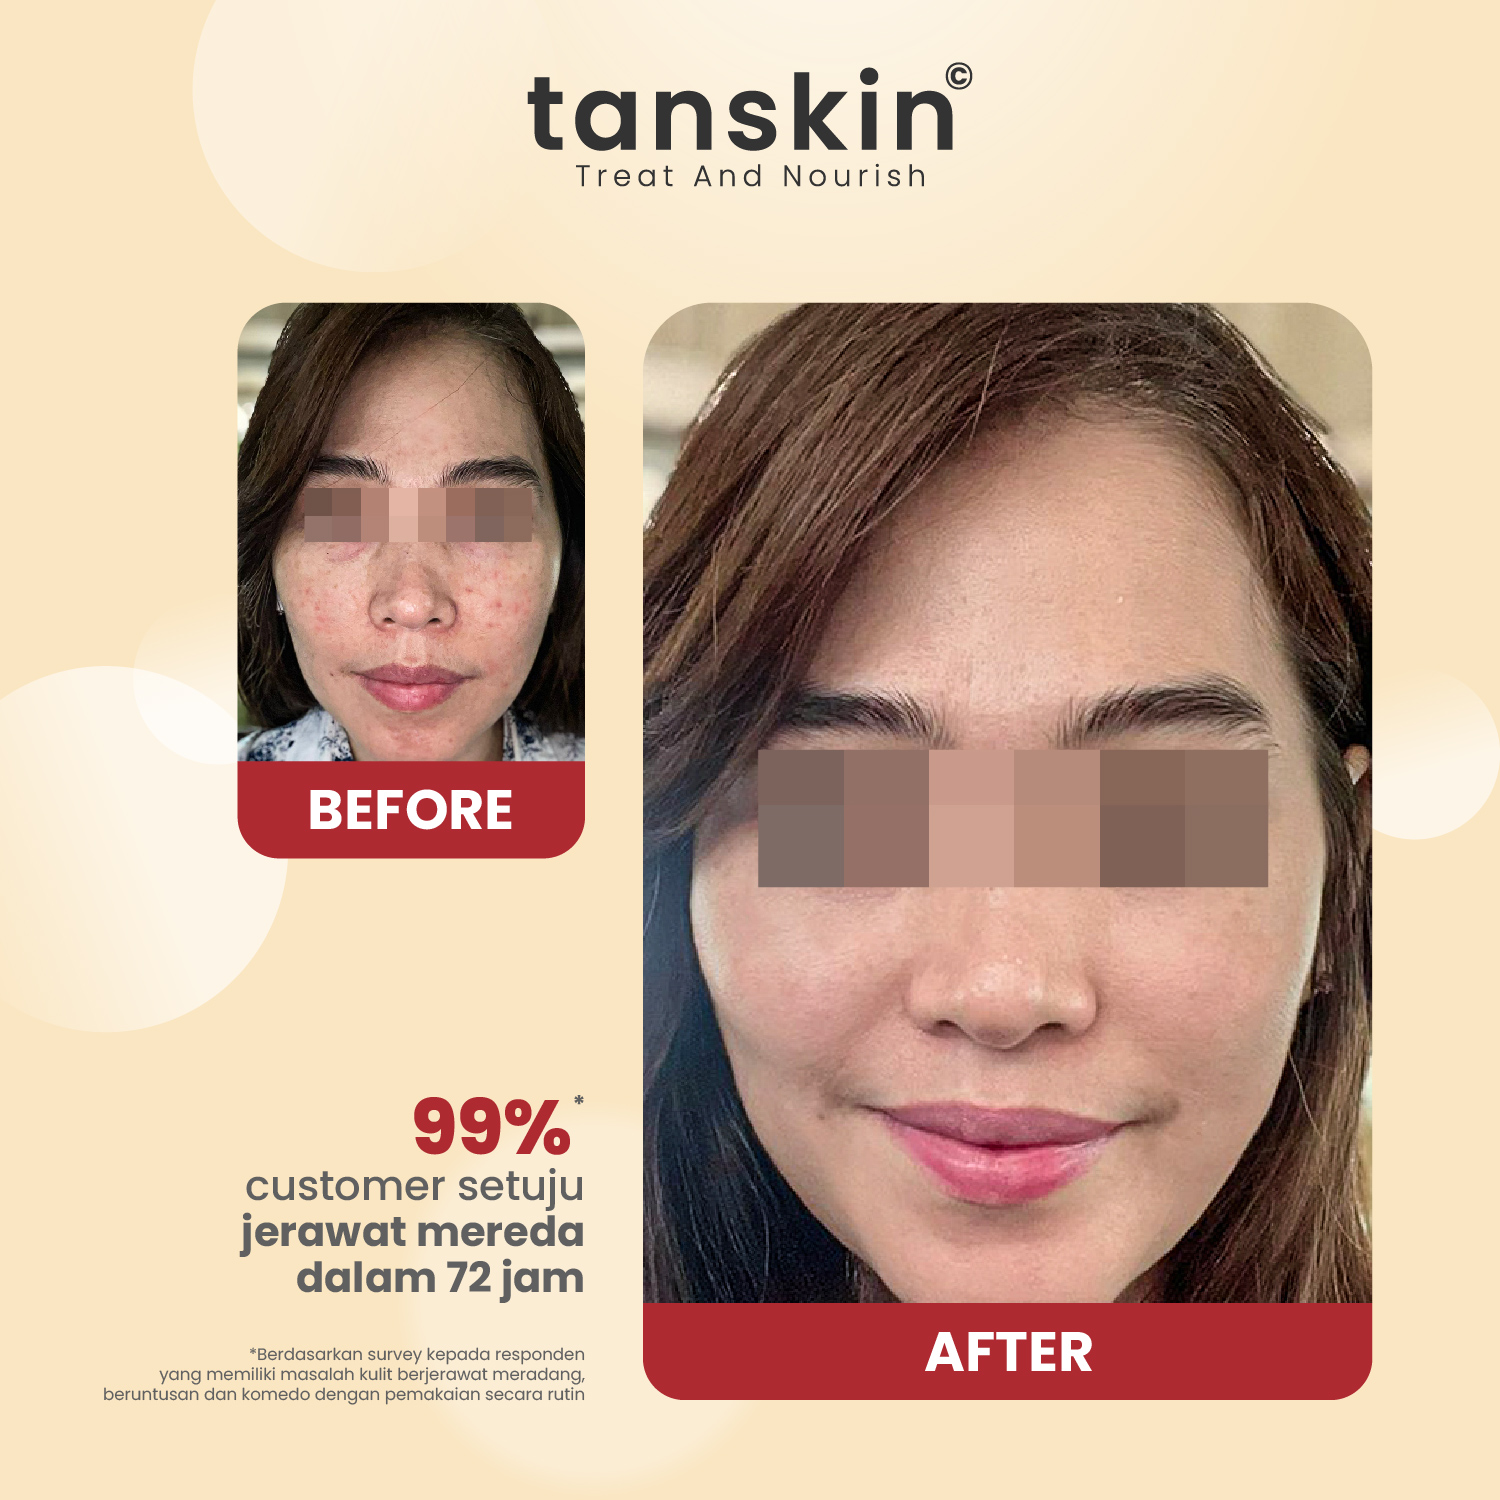 tanskin©
Treat And Nourish
BEFORE
99%*
customer setuju
jerawat mereda
dalam 72 jam
*Berdasarkan survey kepada responden
yang memiliki masalah kulit berjerawat meradang,
beruntusan dan komedo dengan pemakaian secara rutin
AFTER